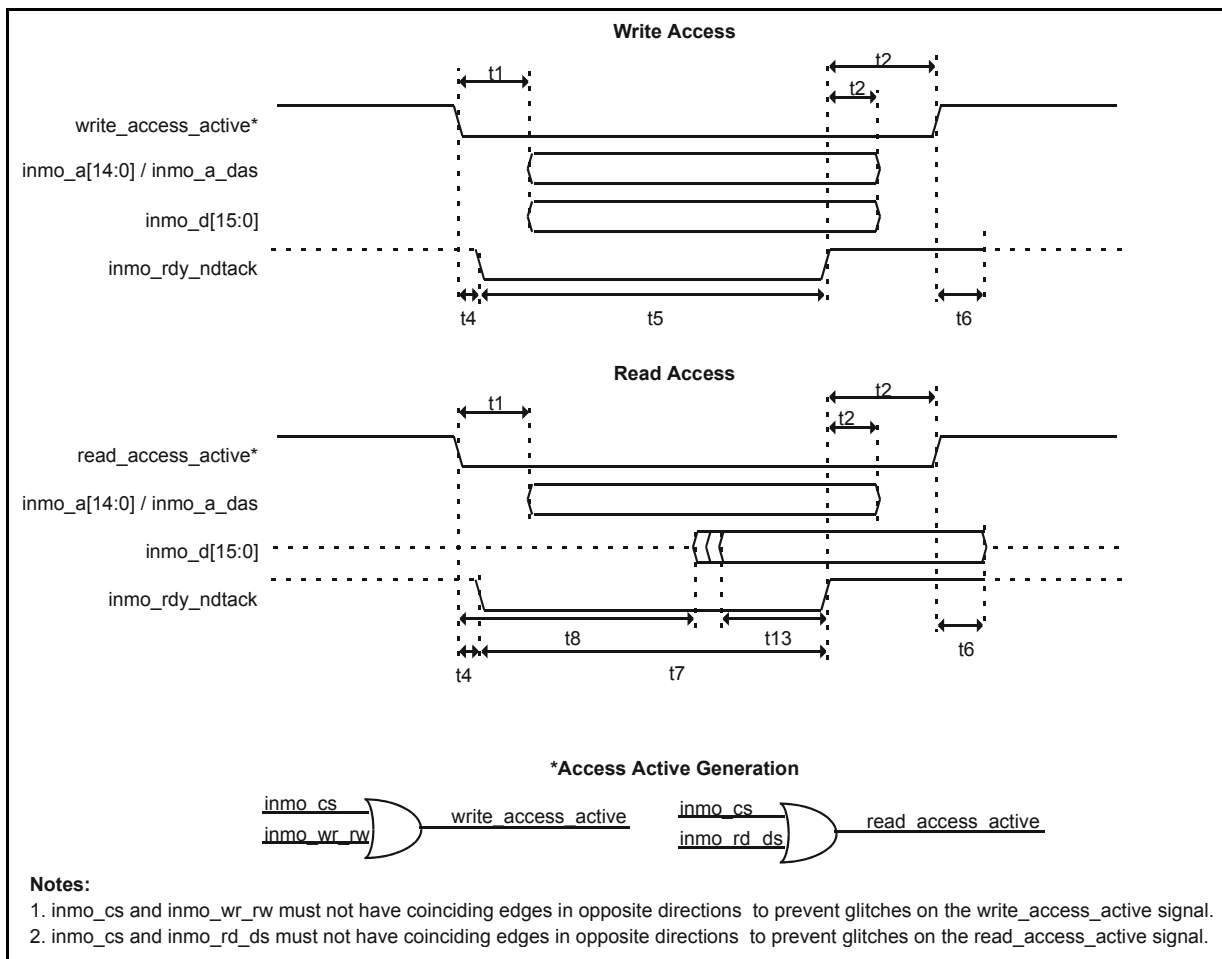 Write Access
t2
t1
t2
write_access_active*
inmo_a[14:0] / inmo_a_das
inmo_d[15:0]
inmo_rdy_ndtack
t4 t5 t6
Read Access
t2
t1
t2
read_access_active*
inmo_a[14:0] / inmo_a_das
inmo_d[15:0]
inmo_rdy_ndtack
t8 t13 t6
t4 t7
*Access Active Generation
inmo_cs inmo_cs
write_access_active read_access_active
inmo_wr_rw inmo_rd_ds
Notes:
1. inmo_cs and inmo_wr_rw must not have coinciding edges in opposite directions to prevent glitches on the write_access_active signal.
2. inmo_cs and inmo_rd_ds must not have coinciding edges in opposite directions to prevent glitches on the read_access_active signal.